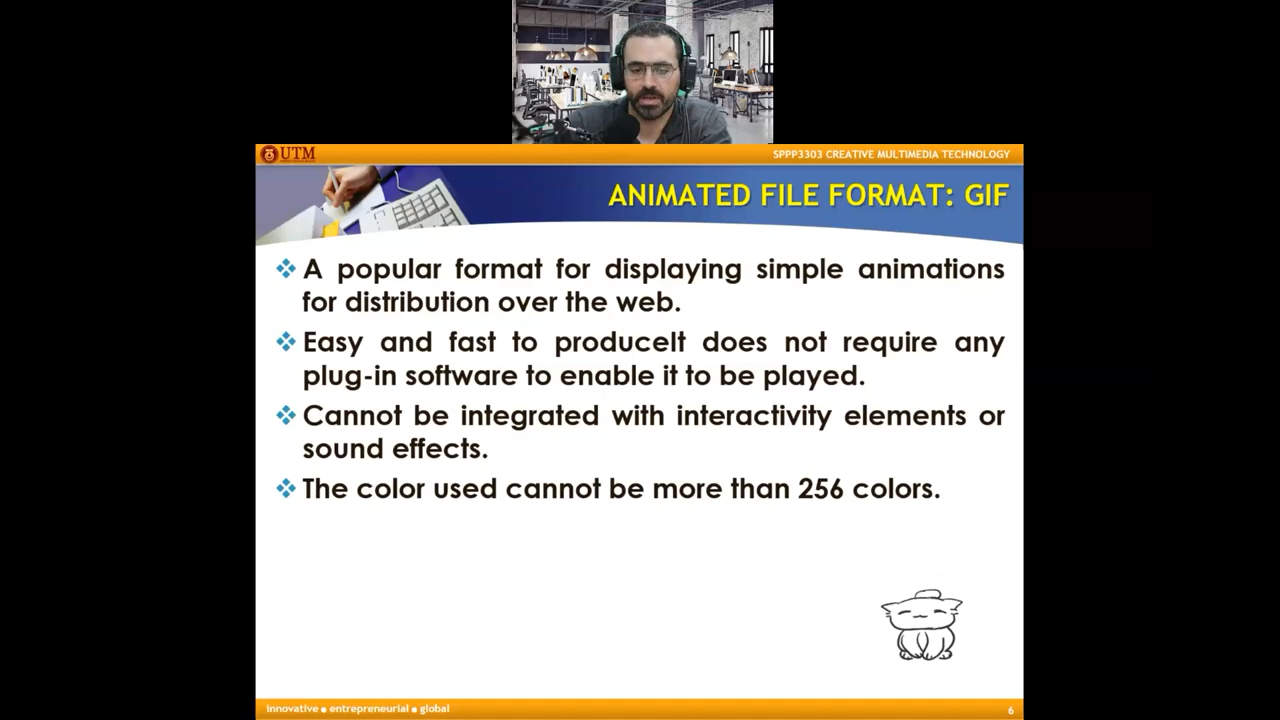 UTM
SPPP3303 CREATIVE MULTIMEDIA TECHNOLOGY
ANIMATED FILE FORMAT: GIF
A popular format for displaying simple animations
for distribution over the web.
Easy and fast to produceIt does not require any
plug-in software to enable it to be played.
Cannot be integrated with interactivity elements or
sound effects.
The color used cannot be more than 256 colors.
innovative ● entrepreneurial ● global
6